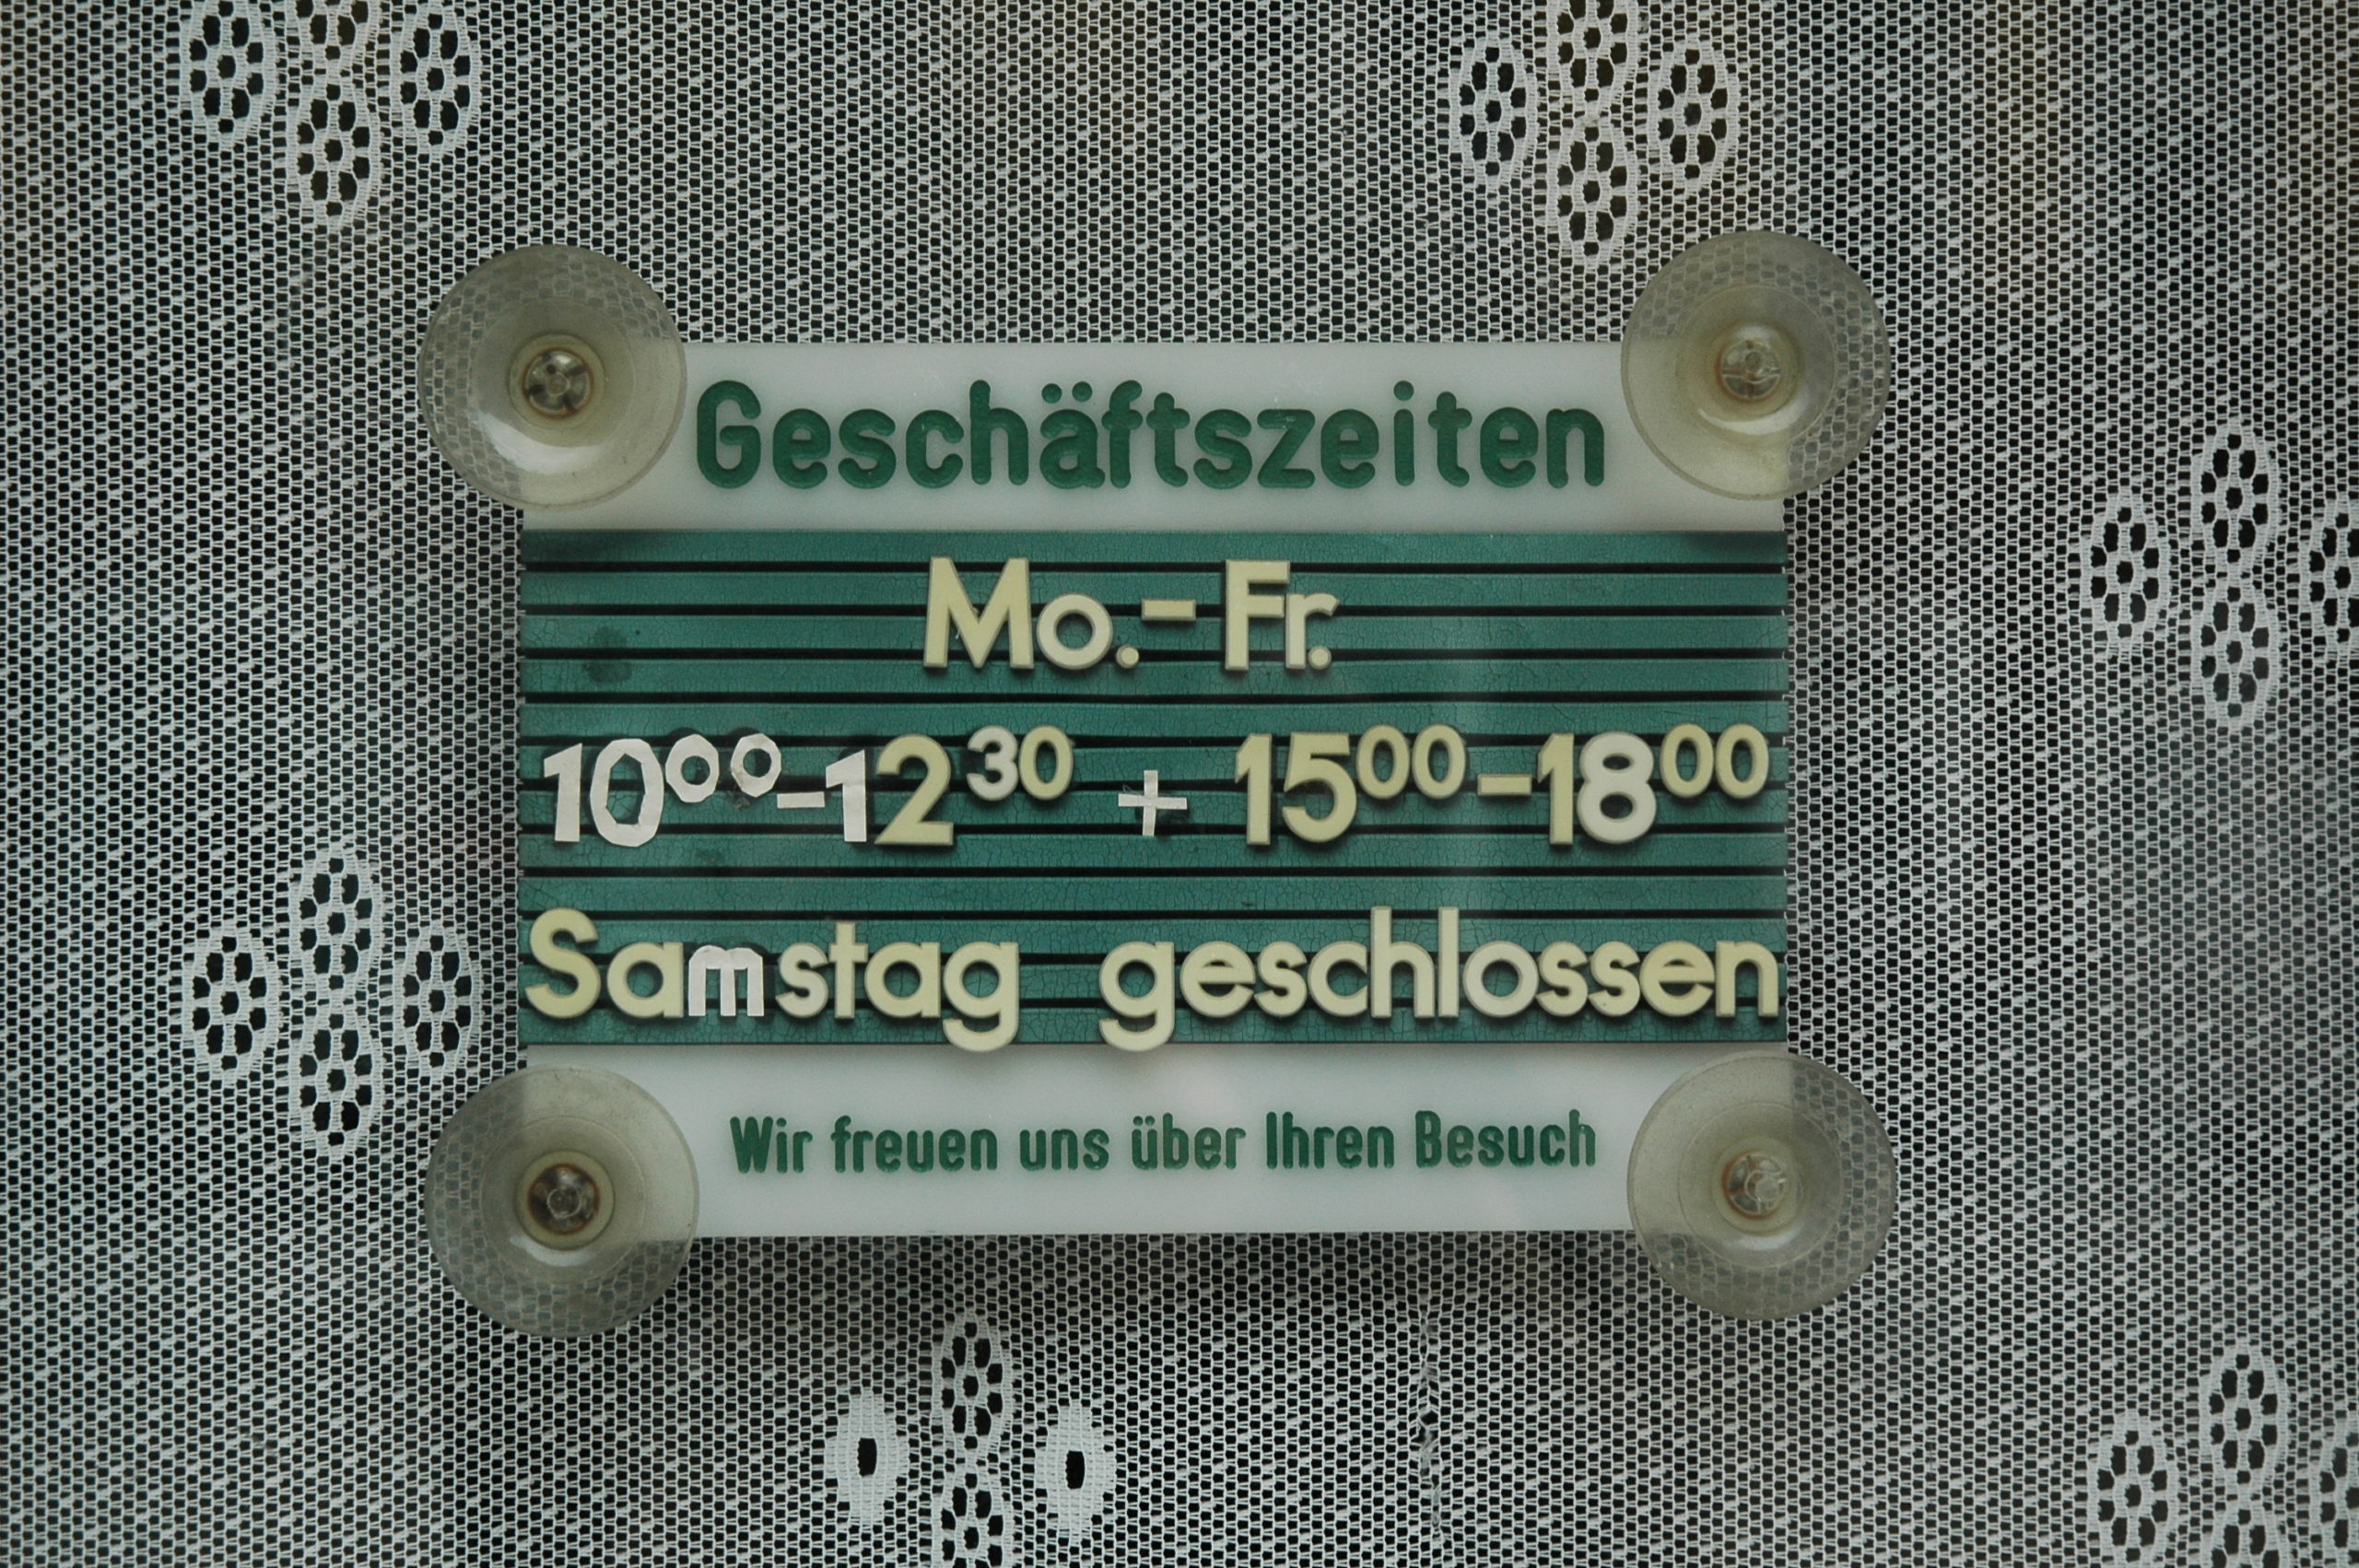 Geschäftszeiten
Mo.-Fr.
10⁰⁰-12³⁰ + 15⁰⁰-18⁰⁰
Samstag geschlossen
Wir freuen uns über Ihren Besuch